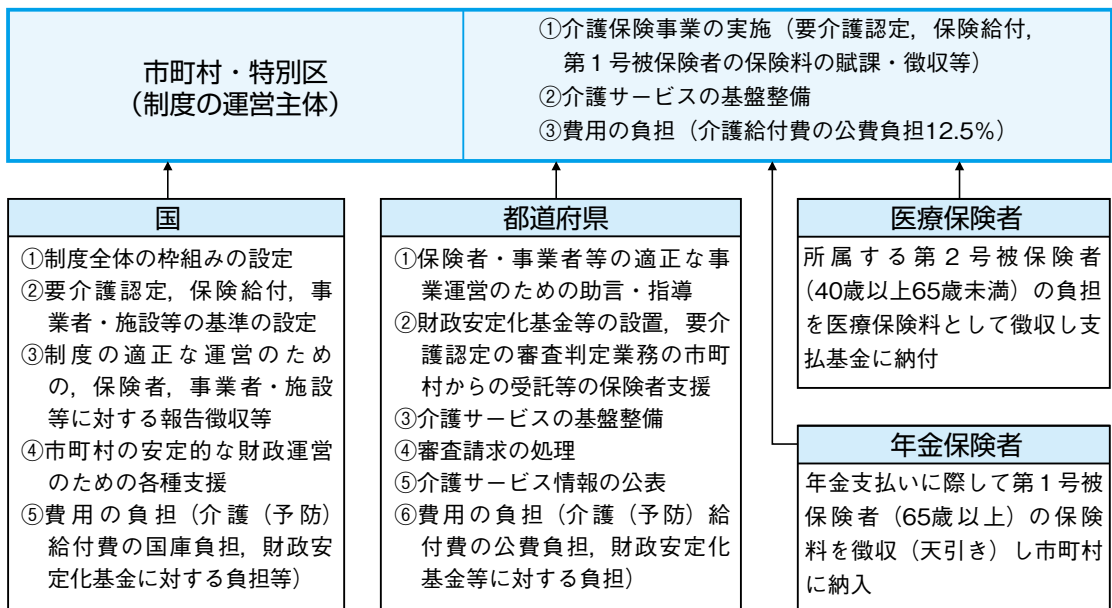 市町村・特別区
（制度の運営主体）
①介護保険事業の実施（要介護認定，保険給付，
第１号被保険者の保険料の賦課・徴収等）
②介護サービスの基盤整備
③費用の負担（介護給付費の公費負担12.5%）
国
①制度全体の枠組みの設定
②要介護認定，保険給付，事
業者・施設等の基準の設定
③制度の適正な運営のため
の，保険者，事業者・施設
等に対する報告徴収等
④市町村の安定的な財政運営
のための各種支援
⑤費用の負担（介護（予防）
給付費の国庫負担，財政安
定化基金に対する負担等）
都道府県
①保険者・事業者等の適正な事
業運営のための助言・指導
②財政安定化基金等の設置，要介
護認定の審査判定業務の市町
村からの受託等の保険者支援
③介護サービスの基盤整備
④審査請求の処理
⑤介護サービス情報の公表
⑥費用の負担（介護（予防）給
付費の公費負担，財政安定化
基金等に対する負担）
医療保険者
所属する第２号被保険者
（40歳以上65歳未満）の負担
を医療保険料として徴収し支
払基金に納付
年金保険者
年金支払いに際して第１号被
保険者（65歳以上）の保険
料を徴収（天引き）し市町村
に納入